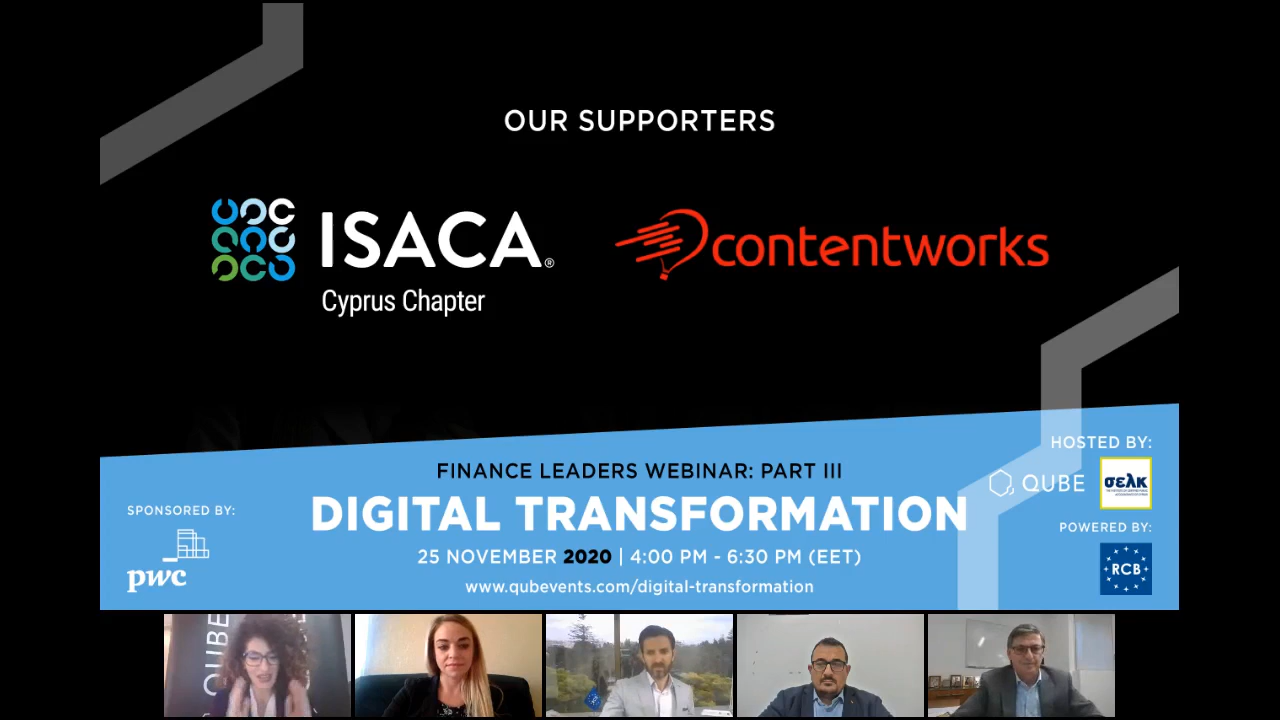 OUR SUPPORTERS
ISACA®
Cyprus Chapter
contentworks
FINANCE LEADERS WEBINAR: PART III
DIGITAL TRANSFORMATION
25 NOVEMBER 2020 | 4:00 PM - 6:30 PM (EET)
www.qubevents.com/digital-transformation
SPONSORED BY:
pwc
HOSTED BY:
QUBE
σελκ
POWERED BY:
RCB
QUBE